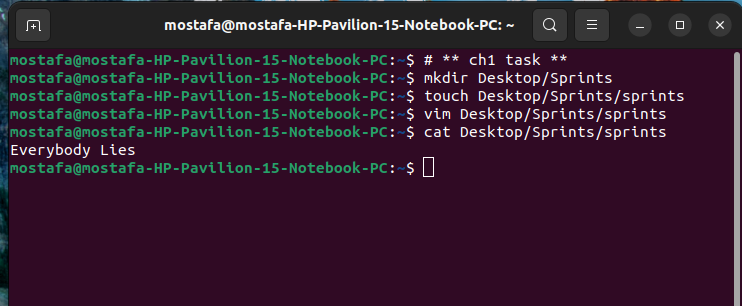 mostafa@mostafa-HP-Pavilion-15-Notebook-PC: ~
mostafa@mostafa-HP-Pavilion-15-Notebook-PC:~$ # ** ch1 task **
mostafa@mostafa-HP-Pavilion-15-Notebook-PC:~$ mkdir Desktop/Sprints
mostafa@mostafa-HP-Pavilion-15-Notebook-PC:~$ touch Desktop/Sprints/sprints
mostafa@mostafa-HP-Pavilion-15-Notebook-PC:~$ vim Desktop/Sprints/sprints
mostafa@mostafa-HP-Pavilion-15-Notebook-PC:~$ cat Desktop/Sprints/sprints
Everybody Lies
mostafa@mostafa-HP-Pavilion-15-Notebook-PC:~$